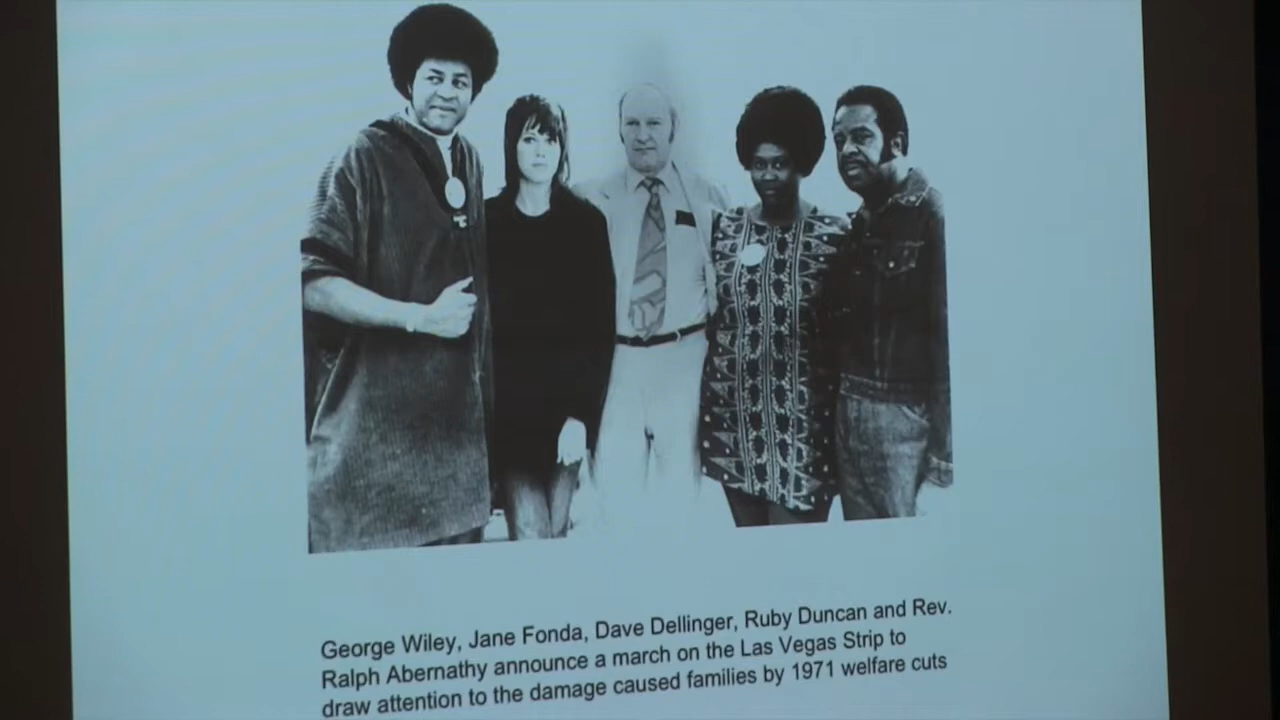 George Wiley, Jane Fonda, Dave Dellinger, Ruby Duncan and Rev.
Ralph Abernathy announce a march on the Las Vegas Strip to
draw attention to the damage caused families by 1971 welfare cuts